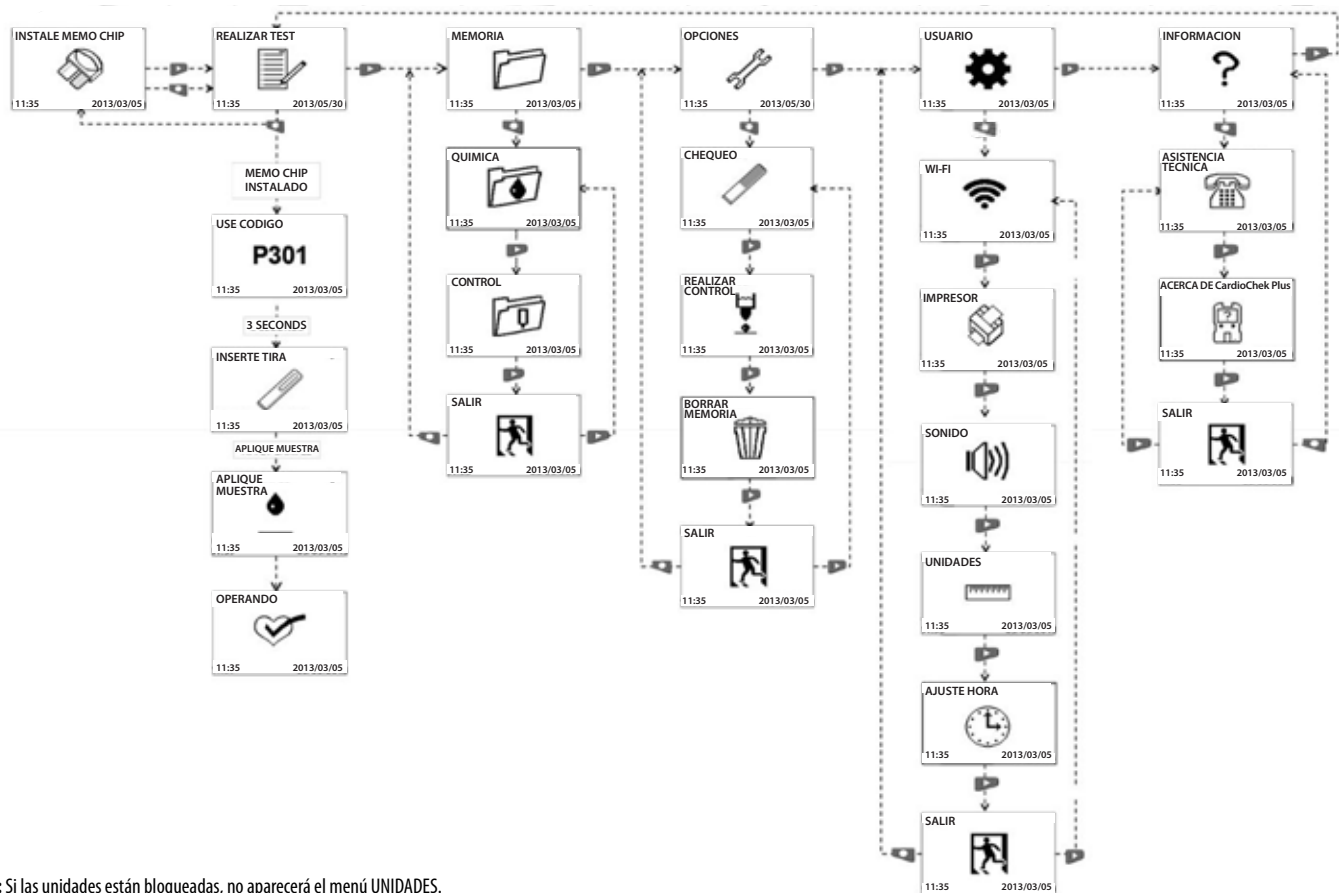 INSTALE MEMO CHIP
11:35 2013/03/05
REALIZAR TEST
11:35 2013/05/30
MEMO CHIP
INSTALADO
USE CODIGO
P301
11:35 2013/03/05
3 SECONDS
INSERTE TIRA
11:35 2013/03/05
APLIQUE MUESTRA
APLIQUE
MUESTRA
11:35 2013/03/05
OPERANDO
11:35 2013/03/05
MEMORIA
11:35 2013/03/05
QUIMICA
11:35 2013/03/05
CONTROL
11:35 2013/03/05
SALIR
11:35 2013/03/05
OPCIONES
11:35 2013/05/30
CHEQUEO
11:35 2013/03/05
REALIZAR
CONTROL
11:35 2013/03/05
BORRAR
MEMORIA
11:35 2013/03/05
SALIR
11:35 2013/03/05
USUARIO
11:35 2013/03/05
WI-FI
11:35 2013/03/05
IMPRESOR
11:35 2013/03/05
SONIDO
11:35 2013/03/05
UNIDADES
11:35 2013/03/05
AJUSTE HORA
11:35 2013/03/05
SALIR
11:35 2013/03/05
INFORMACION
?
11:35 2013/03/05
ASISTENCIA
TECNICA
11:35 2013/03/05
ACERCA DE CardioChek Plus
?
11:35 2013/03/05
SALIR
11:35 2013/03/05
: Si las unidades están bloqueadas, no aparecerá el menú UNIDADES.